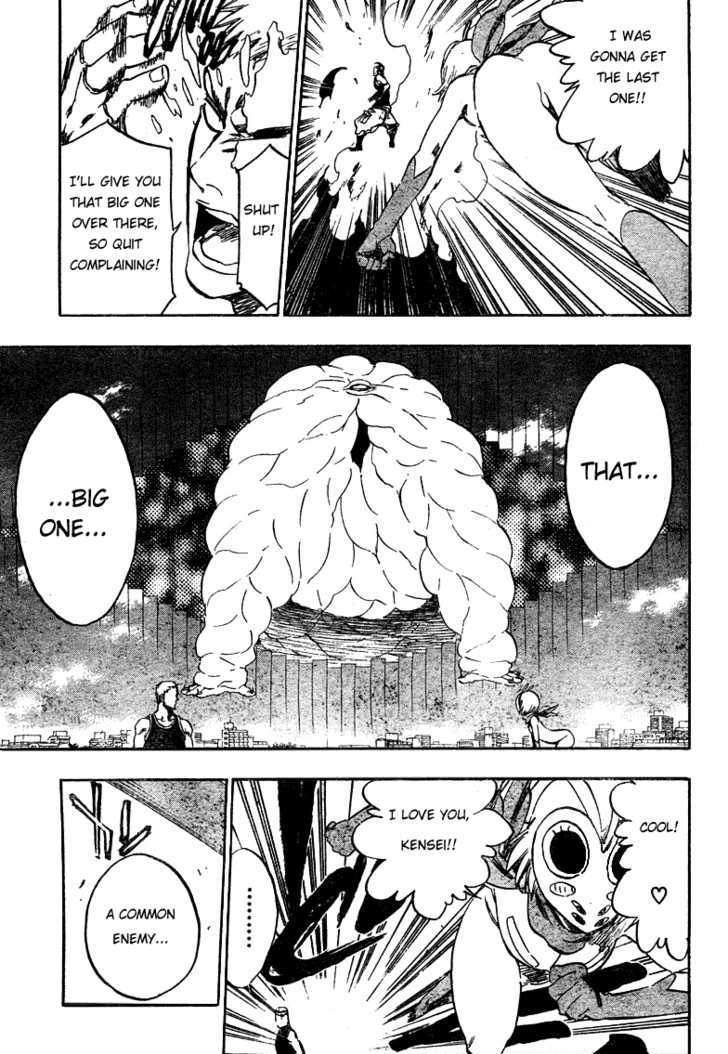 I WAS
GONNA GET
THE LAST
ONE!!
SHUT
UP!
I'LL GIVE YOU
THAT BIG ONE
OVER THERE,
SO QUIT
COMPLAINING!
THAT...
...BIG
ONE...
COOL!
♡
I LOVE YOU,
KENSEI!!
........
A COMMON
ENEMY...